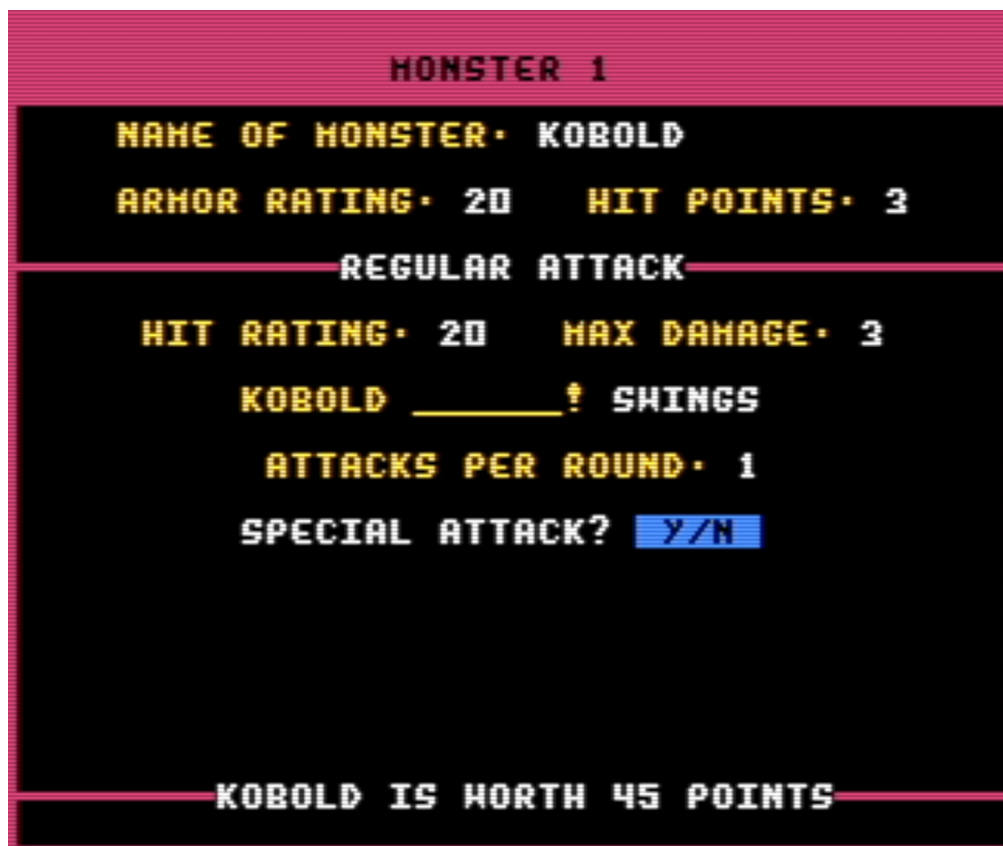 MONSTER 1
NAME OF MONSTER· KOBOLD
ARMOR RATING· 20 HIT POINTS· 3
REGULAR ATTACK
HIT RATING· 20 MAX DAMAGE· 3
KOBOLD ______! SWINGS
ATTACKS PER ROUND· 1
SPECIAL ATTACK? Y/N
KOBOLD IS WORTH 45 POINTS